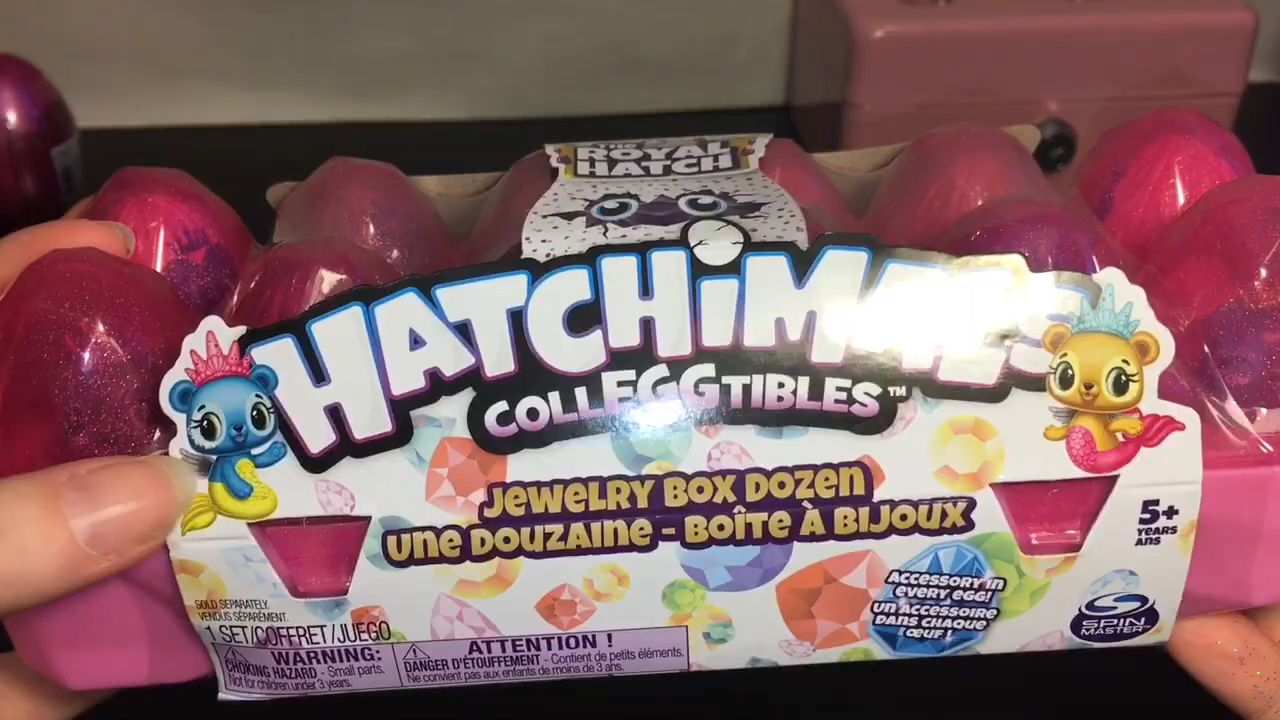 THE
ROYAL
HATCH
HATCHiMALS
COLLEGGTIBLES™
JEWELRY BOX DOZEN
UNE DOUZAINE - BOÎTE À BIJOUX
5+
YEARS
ANS
ACCESSORY IN
EVERY EGG!
UN ACCESSOIRE
DANS CHAQUE
ŒUF !
SPIN
MASTER™
SOLD SEPARATELY.
VENDUS SÉPARÉMENT.
1 SET/COFFRET/JUEGO
WARNING:
CHOKING HAZARD - Small parts.
Not for children under 3 years.
ATTENTION !
DANGER D'ÉTOUFFEMENT - Contient de petits éléments.
Ne convient pas aux enfants de moins de 3 ans.